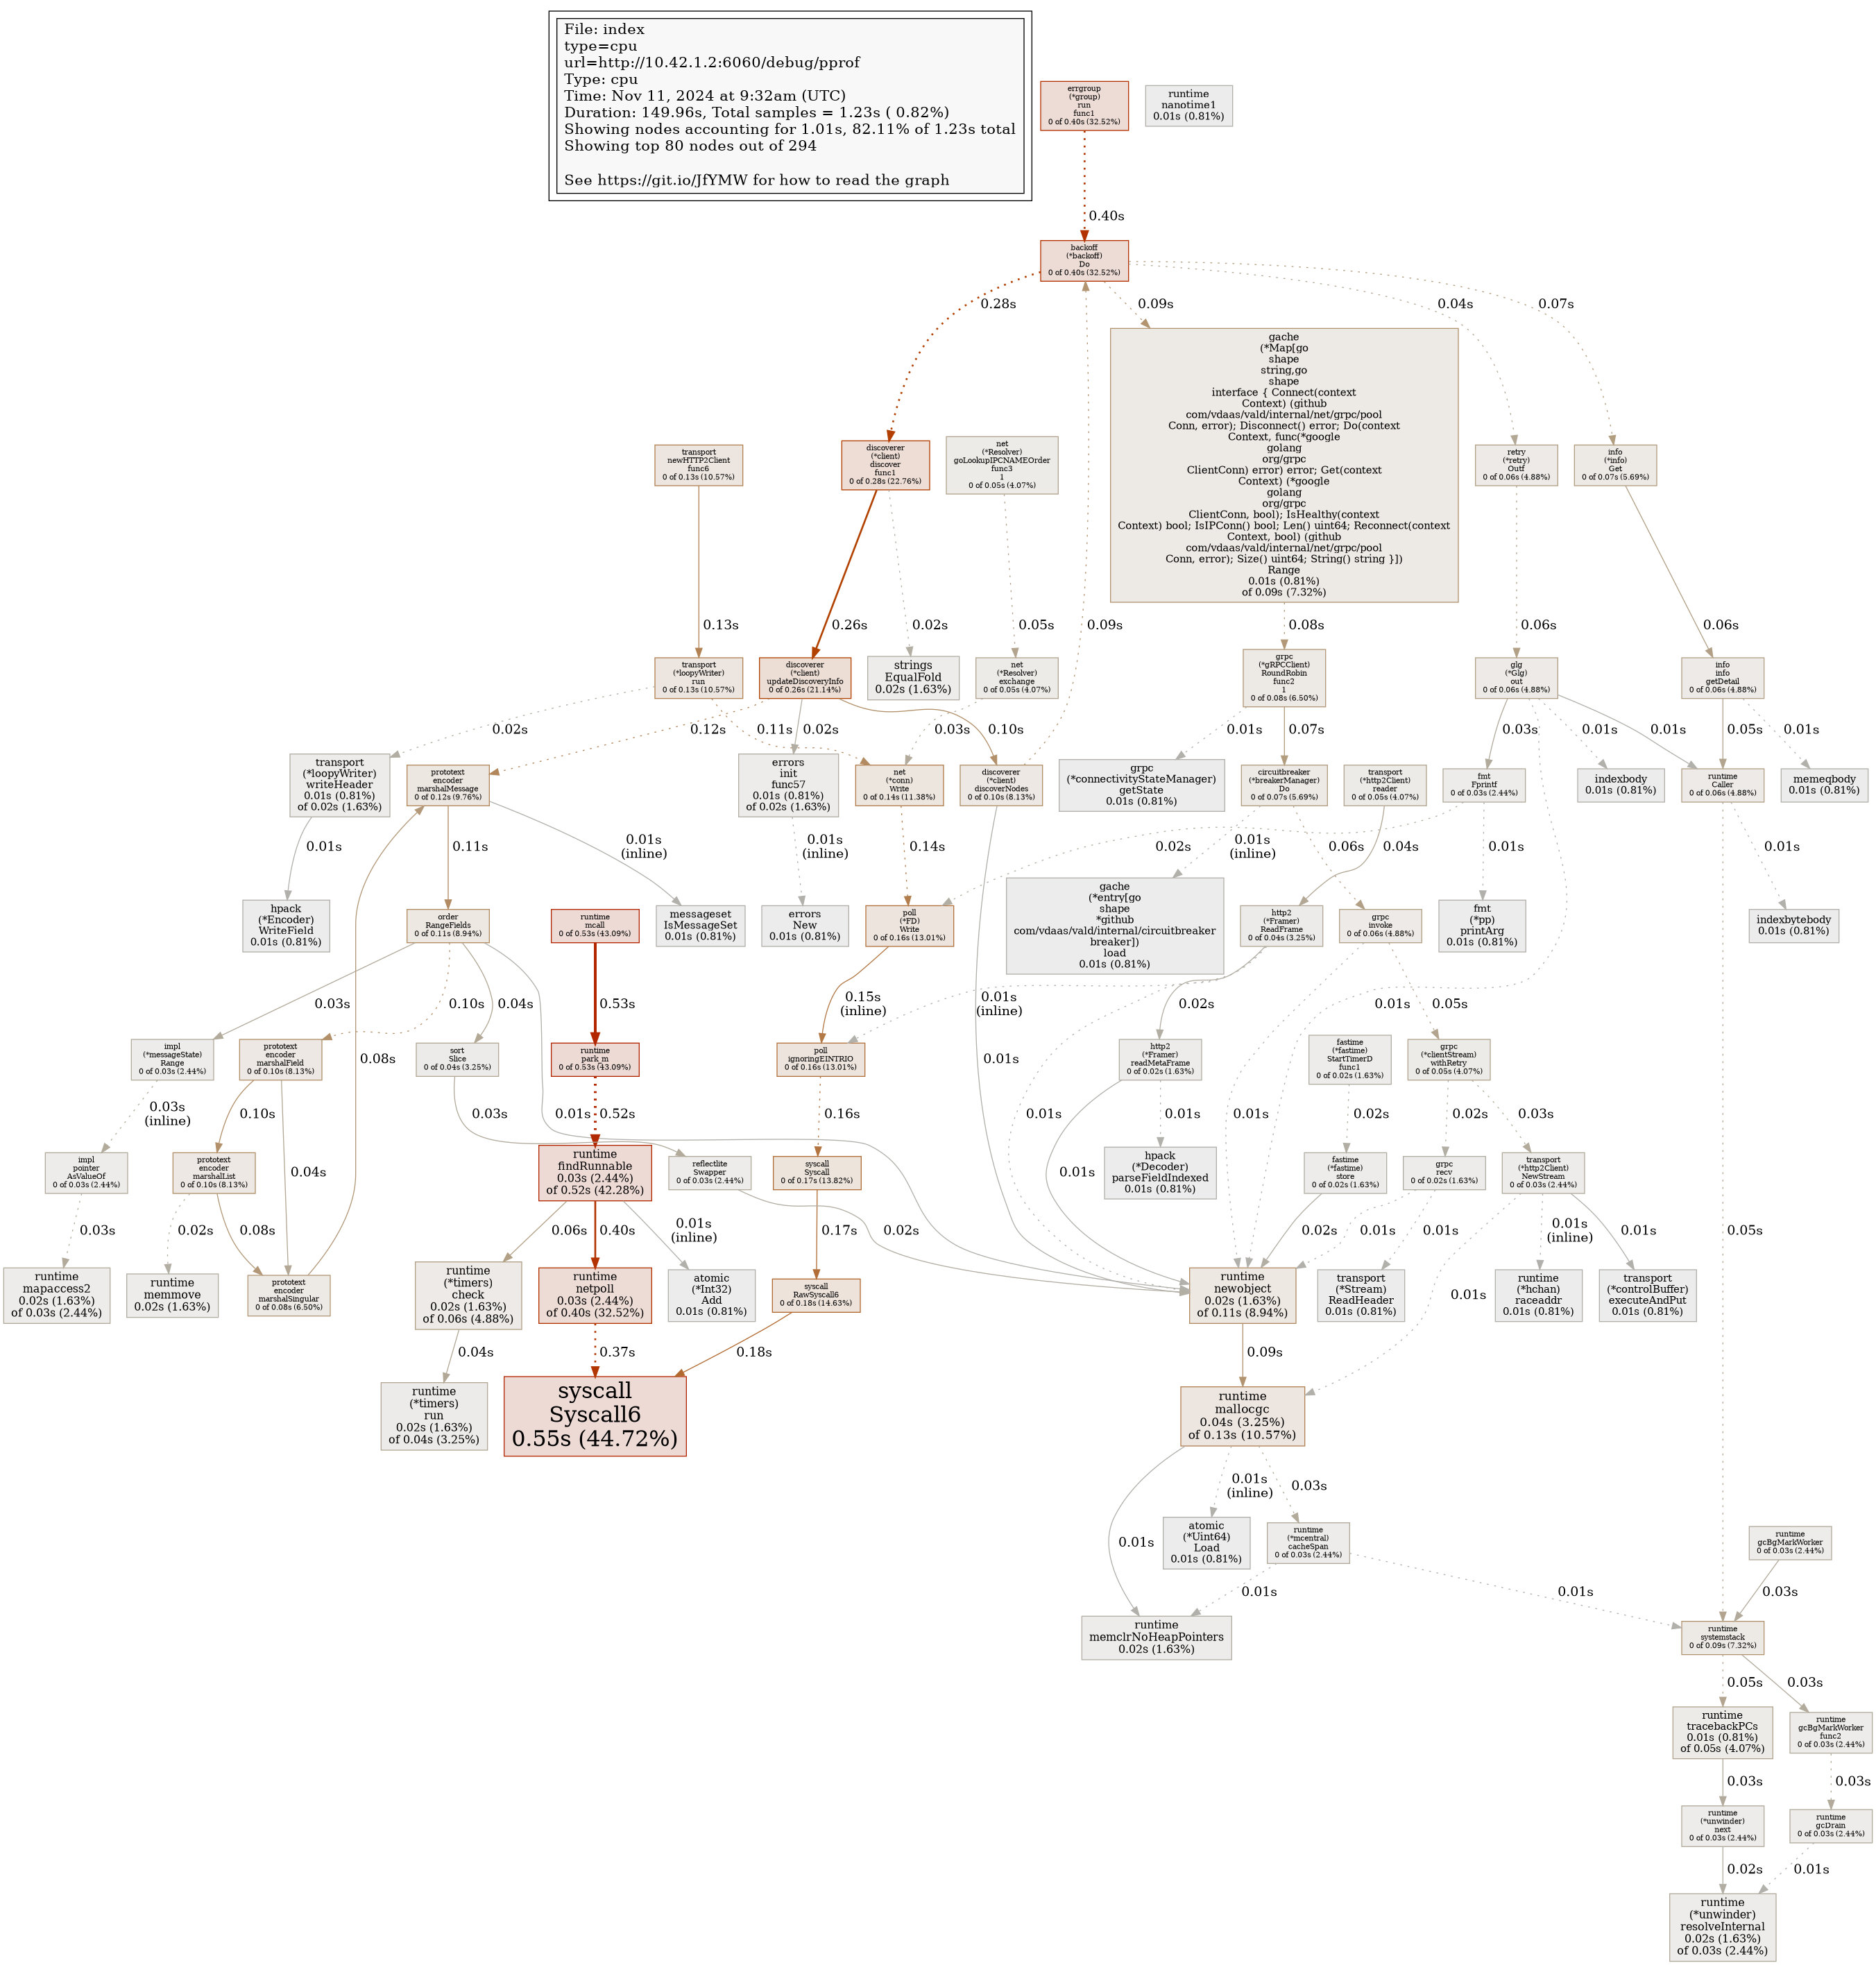 File: index
type=cpu
url=http://10.42.1.2:6060/debug/pprof
Type: cpu
Time: Nov 11, 2024 at 9:32am (UTC)
Duration: 149.96s, Total samples = 1.23s ( 0.82%)
Showing nodes accounting for 1.01s, 82.11% of 1.23s total
Showing top 80 nodes out of 294
See https://git.io/JfYMW for how to read the graph
errgroup
(*group)
run
func1
0 of 0.40s (32.52%)
runtime
nanotime1
0.01s (0.81%)
0.40s
backoff
(*backoff)
Do
0 of 0.40s (32.52%)
0.28s
0.09s
0.04s
0.07s
gache
(*Map[go
shape
string,go
shape
interface { Connect(context
Context) (github
com/vdaas/vald/internal/net/grpc/pool
Conn, error); Disconnect() error; Do(context
Context, func(*google
golang
org/grpc
ClientConn) error) error; Get(context
Context) (*google
golang
org/grpc
ClientConn, bool); IsHealthy(context
Context) bool; IsIPConn() bool; Len() uint64; Reconnect(context
Context, bool) (github
com/vdaas/vald/internal/net/grpc/pool
Conn, error); Size() uint64; String() string }])
Range
0.01s (0.81%)
of 0.09s (7.32%)
transport
newHTTP2Client
func6
0 of 0.13s (10.57%)
discoverer
(*client)
discover
func1
0 of 0.28s (22.76%)
net
(*Resolver)
goLookupIPCNAMEOrder
func3
1
0 of 0.05s (4.07%)
retry
(*retry)
Outf
0 of 0.06s (4.88%)
info
(*info)
Get
0 of 0.07s (5.69%)
0.13s
0.26s
0.02s
0.05s
0.09s
0.08s
0.06s
0.06s
transport
(*loopyWriter)
run
0 of 0.13s (10.57%)
discoverer
(*client)
updateDiscoveryInfo
0 of 0.26s (21.14%)
strings
EqualFold
0.02s (1.63%)
net
(*Resolver)
exchange
0 of 0.05s (4.07%)
grpc
(*gRPCClient)
RoundRobin
func2
1
0 of 0.08s (6.50%)
glg
(*Glg)
out
0 of 0.06s (4.88%)
info
info
getDetail
0 of 0.06s (4.88%)
0.02s
0.12s
0.11s
0.02s
0.10s
0.03s
0.01s
0.07s
0.03s
0.01s
0.01s
0.05s
0.01s
transport
(*loopyWriter)
writeHeader
0.01s (0.81%)
of 0.02s (1.63%)
prototext
encoder
marshalMessage
0 of 0.12s (9.76%)
errors
init
func57
0.01s (0.81%)
of 0.02s (1.63%)
net
(*conn)
Write
0 of 0.14s (11.38%)
discoverer
(*client)
discoverNodes
0 of 0.10s (8.13%)
grpc
(*connectivityStateManager)
getState
0.01s (0.81%)
circuitbreaker
(*breakerManager)
Do
0 of 0.07s (5.69%)
transport
(*http2Client)
reader
0 of 0.05s (4.07%)
fmt
Fprintf
0 of 0.03s (2.44%)
indexbody
0.01s (0.81%)
runtime
Caller
0 of 0.06s (4.88%)
memeqbody
0.01s (0.81%)
0.01s
0.11s
0.01s
(inline)
0.01s
(inline)
0.14s
0.01s
(inline)
0.06s
0.04s
0.02s
0.01s
0.01s
hpack
(*Encoder)
WriteField
0.01s (0.81%)
order
RangeFields
0 of 0.11s (8.94%)
runtime
mcall
0 of 0.53s (43.09%)
messageset
IsMessageSet
0.01s (0.81%)
errors
New
0.01s (0.81%)
poll
(*FD)
Write
0 of 0.16s (13.01%)
gache
(*entry[go
shape
*github
com/vdaas/vald/internal/circuitbreaker
breaker])
load
0.01s (0.81%)
http2
(*Framer)
ReadFrame
0 of 0.04s (3.25%)
grpc
invoke
0 of 0.06s (4.88%)
fmt
(*pp)
printArg
0.01s (0.81%)
indexbytebody
0.01s (0.81%)
0.03s
0.10s
0.04s
0.08s
0.53s
0.15s
(inline)
0.01s
(inline)
0.02s
0.01s
0.05s
impl
(*messageState)
Range
0 of 0.03s (2.44%)
prototext
encoder
marshalField
0 of 0.10s (8.13%)
sort
Slice
0 of 0.04s (3.25%)
runtime
park_m
0 of 0.53s (43.09%)
poll
ignoringEINTRIO
0 of 0.16s (13.01%)
0.01s
http2
(*Framer)
readMetaFrame
0 of 0.02s (1.63%)
fastime
(*fastime)
StartTimerD
func1
0 of 0.02s (1.63%)
grpc
(*clientStream)
withRetry
0 of 0.05s (4.07%)
0.03s
(inline)
0.10s
0.04s
0.03s
0.01s
0.52s
0.16s
0.01s
0.01s
0.01s
0.02s
0.02s
0.03s
impl
pointer
AsValueOf
0 of 0.03s (2.44%)
prototext
encoder
marshalList
0 of 0.10s (8.13%)
runtime
findRunnable
0.03s (2.44%)
of 0.52s (42.28%)
reflectlite
Swapper
0 of 0.03s (2.44%)
syscall
Syscall
0 of 0.17s (13.82%)
hpack
(*Decoder)
parseFieldIndexed
0.01s (0.81%)
fastime
(*fastime)
store
0 of 0.02s (1.63%)
grpc
recv
0 of 0.02s (1.63%)
transport
(*http2Client)
NewStream
0 of 0.03s (2.44%)
0.03s
0.02s
0.08s
0.06s
0.40s
0.01s
(inline)
0.02s
0.17s
0.01s
0.02s
0.01s
0.01s
0.01s
(inline)
0.01s
0.05s
runtime
mapaccess2
0.02s (1.63%)
of 0.03s (2.44%)
runtime
memmove
0.02s (1.63%)
prototext
encoder
marshalSingular
0 of 0.08s (6.50%)
runtime
(*timers)
check
0.02s (1.63%)
of 0.06s (4.88%)
runtime
netpoll
0.03s (2.44%)
of 0.40s (32.52%)
atomic
(*Int32)
Add
0.01s (0.81%)
syscall
RawSyscall6
0 of 0.18s (14.63%)
runtime
newobject
0.02s (1.63%)
of 0.11s (8.94%)
transport
(*Stream)
ReadHeader
0.01s (0.81%)
0.01s
runtime
(*hchan)
raceaddr
0.01s (0.81%)
transport
(*controlBuffer)
executeAndPut
0.01s (0.81%)
0.04s
0.37s
0.18s
0.09s
runtime
(*timers)
run
0.02s (1.63%)
of 0.04s (3.25%)
syscall
Syscall6
0.55s (44.72%)
runtime
mallocgc
0.04s (3.25%)
of 0.13s (10.57%)
0.01s
0.01s
(inline)
0.03s
atomic
(*Uint64)
Load
0.01s (0.81%)
runtime
(*mcentral)
cacheSpan
0 of 0.03s (2.44%)
runtime
gcBgMarkWorker
0 of 0.03s (2.44%)
0.01s
0.01s
0.03s
runtime
memclrNoHeapPointers
0.02s (1.63%)
runtime
systemstack
0 of 0.09s (7.32%)
0.05s
0.03s
runtime
tracebackPCs
0.01s (0.81%)
of 0.05s (4.07%)
runtime
gcBgMarkWorker
func2
0 of 0.03s (2.44%)
0.03s
0.03s
runtime
(*unwinder)
next
0 of 0.03s (2.44%)
runtime
gcDrain
0 of 0.03s (2.44%)
0.02s
0.01s
runtime
(*unwinder)
resolveInternal
0.02s (1.63%)
of 0.03s (2.44%)